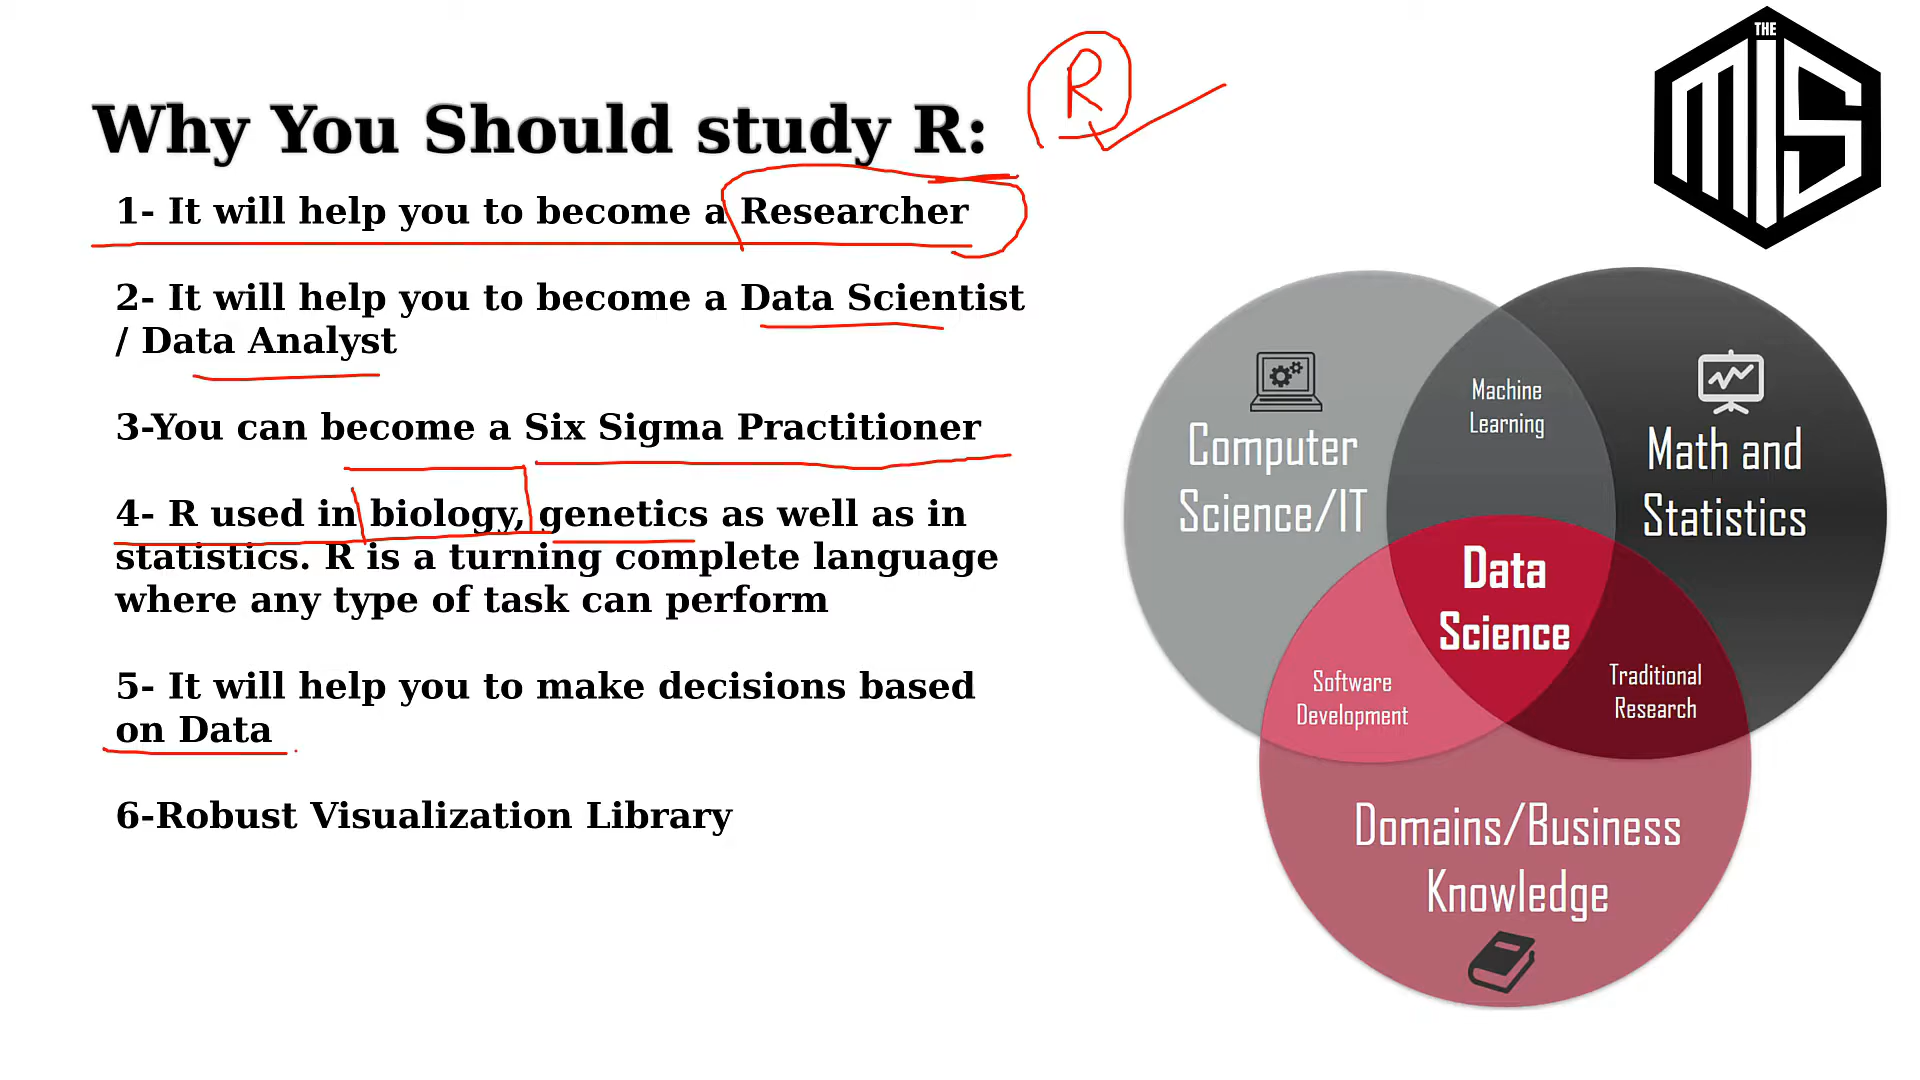 Why You Should study R:
R
1- It will help you to become a Researcher
2- It will help you to become a Data Scientist
/ Data Analyst
3-You can become a Six Sigma Practitioner
4- R used in biology, genetics as well as in
statistics. R is a turning complete language
where any type of task can perform
5- It will help you to make decisions based
on Data
6-Robust Visualization Library
THE
MIS
Computer
Science/IT
Machine
Learning
Math and
Statistics
Data
Science
Software
Development
Traditional
Research
Domains/Business
Knowledge